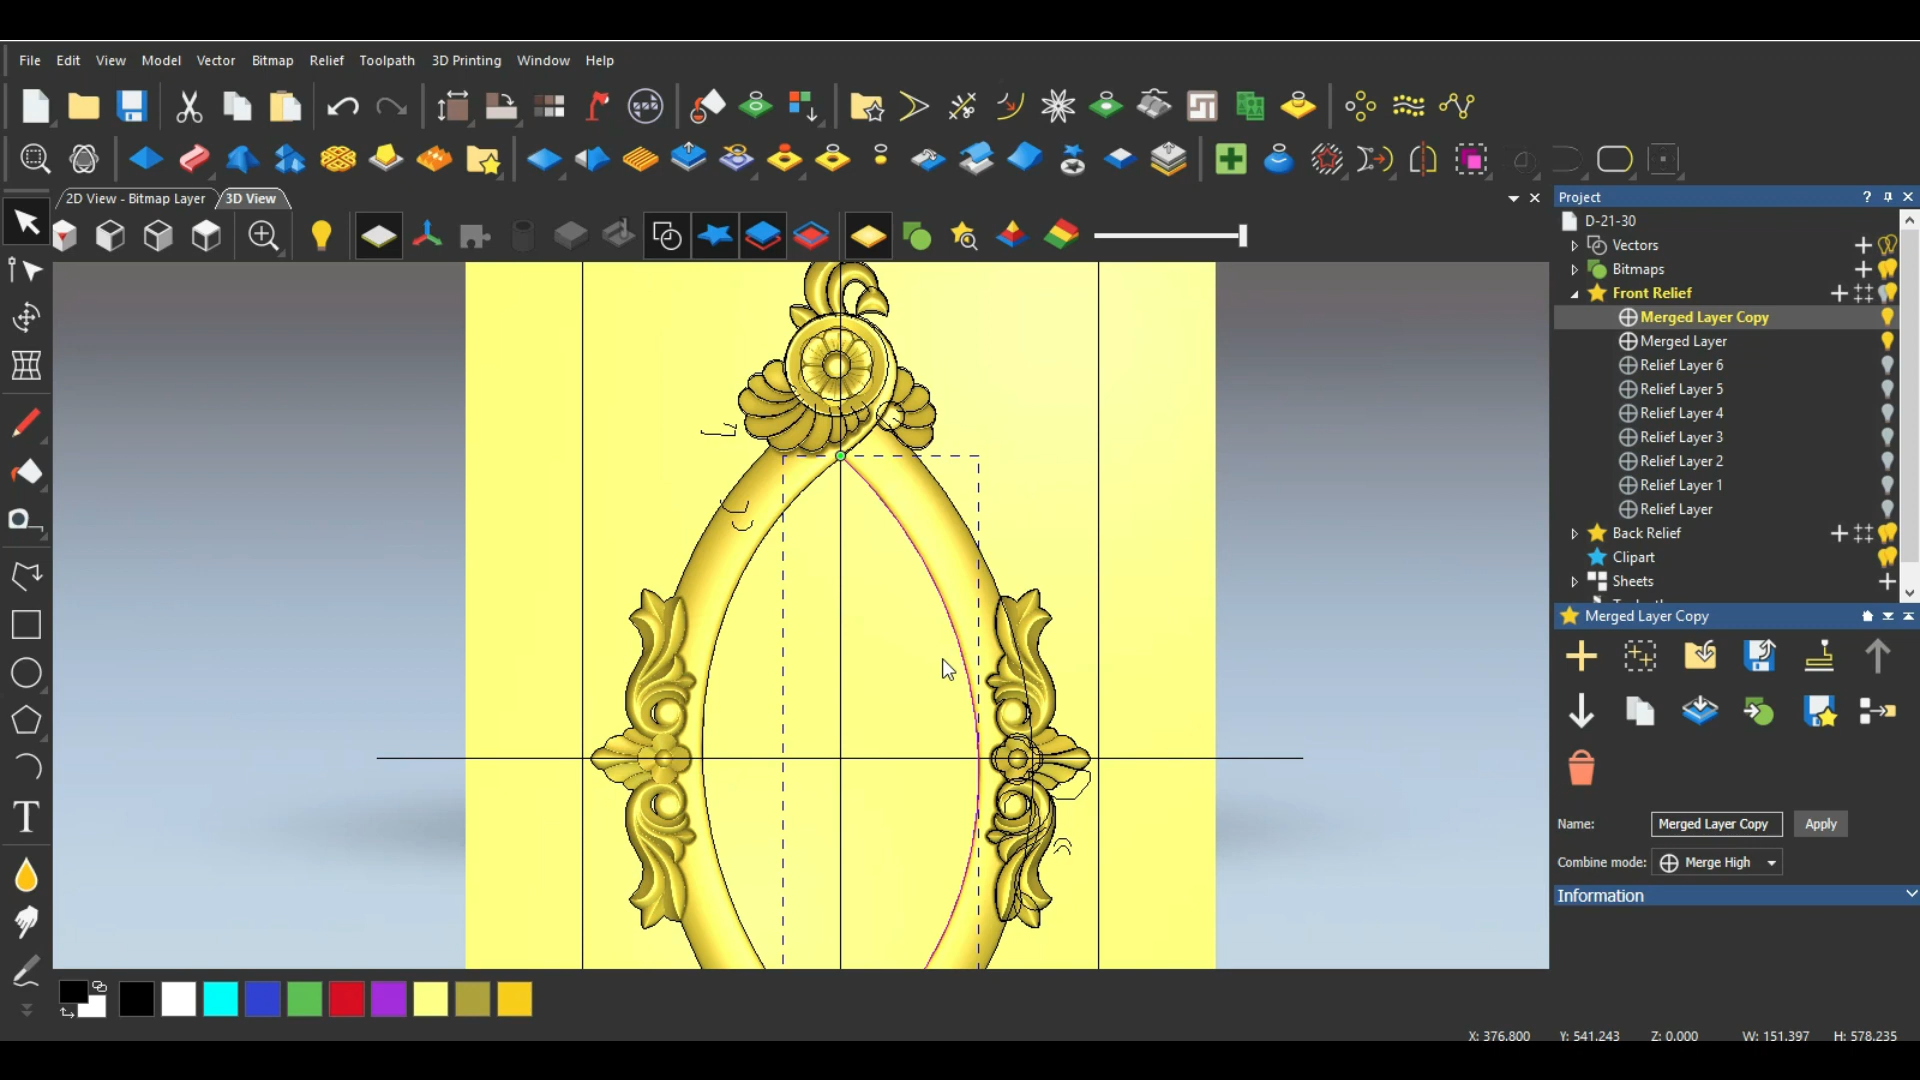 File Edit View Model Vector Bitmap Relief Toolpath 3D Printing Window Help
2D View - Bitmap Layer 3D View
Project
D-21-30
Vectors
Bitmaps
Front Relief
Merged Layer Copy
Merged Layer
Relief Layer 6
Relief Layer 5
Relief Layer 4
Relief Layer 3
Relief Layer 2
Relief Layer 1
Relief Layer
Back Relief
Clipart
Sheets
Merged Layer Copy
Name: Merged Layer Copy Apply
Combine mode: Merge High
Information
X: 376.800 Y: 541.243 Z: 0.000 W: 151.397 H: 578.235